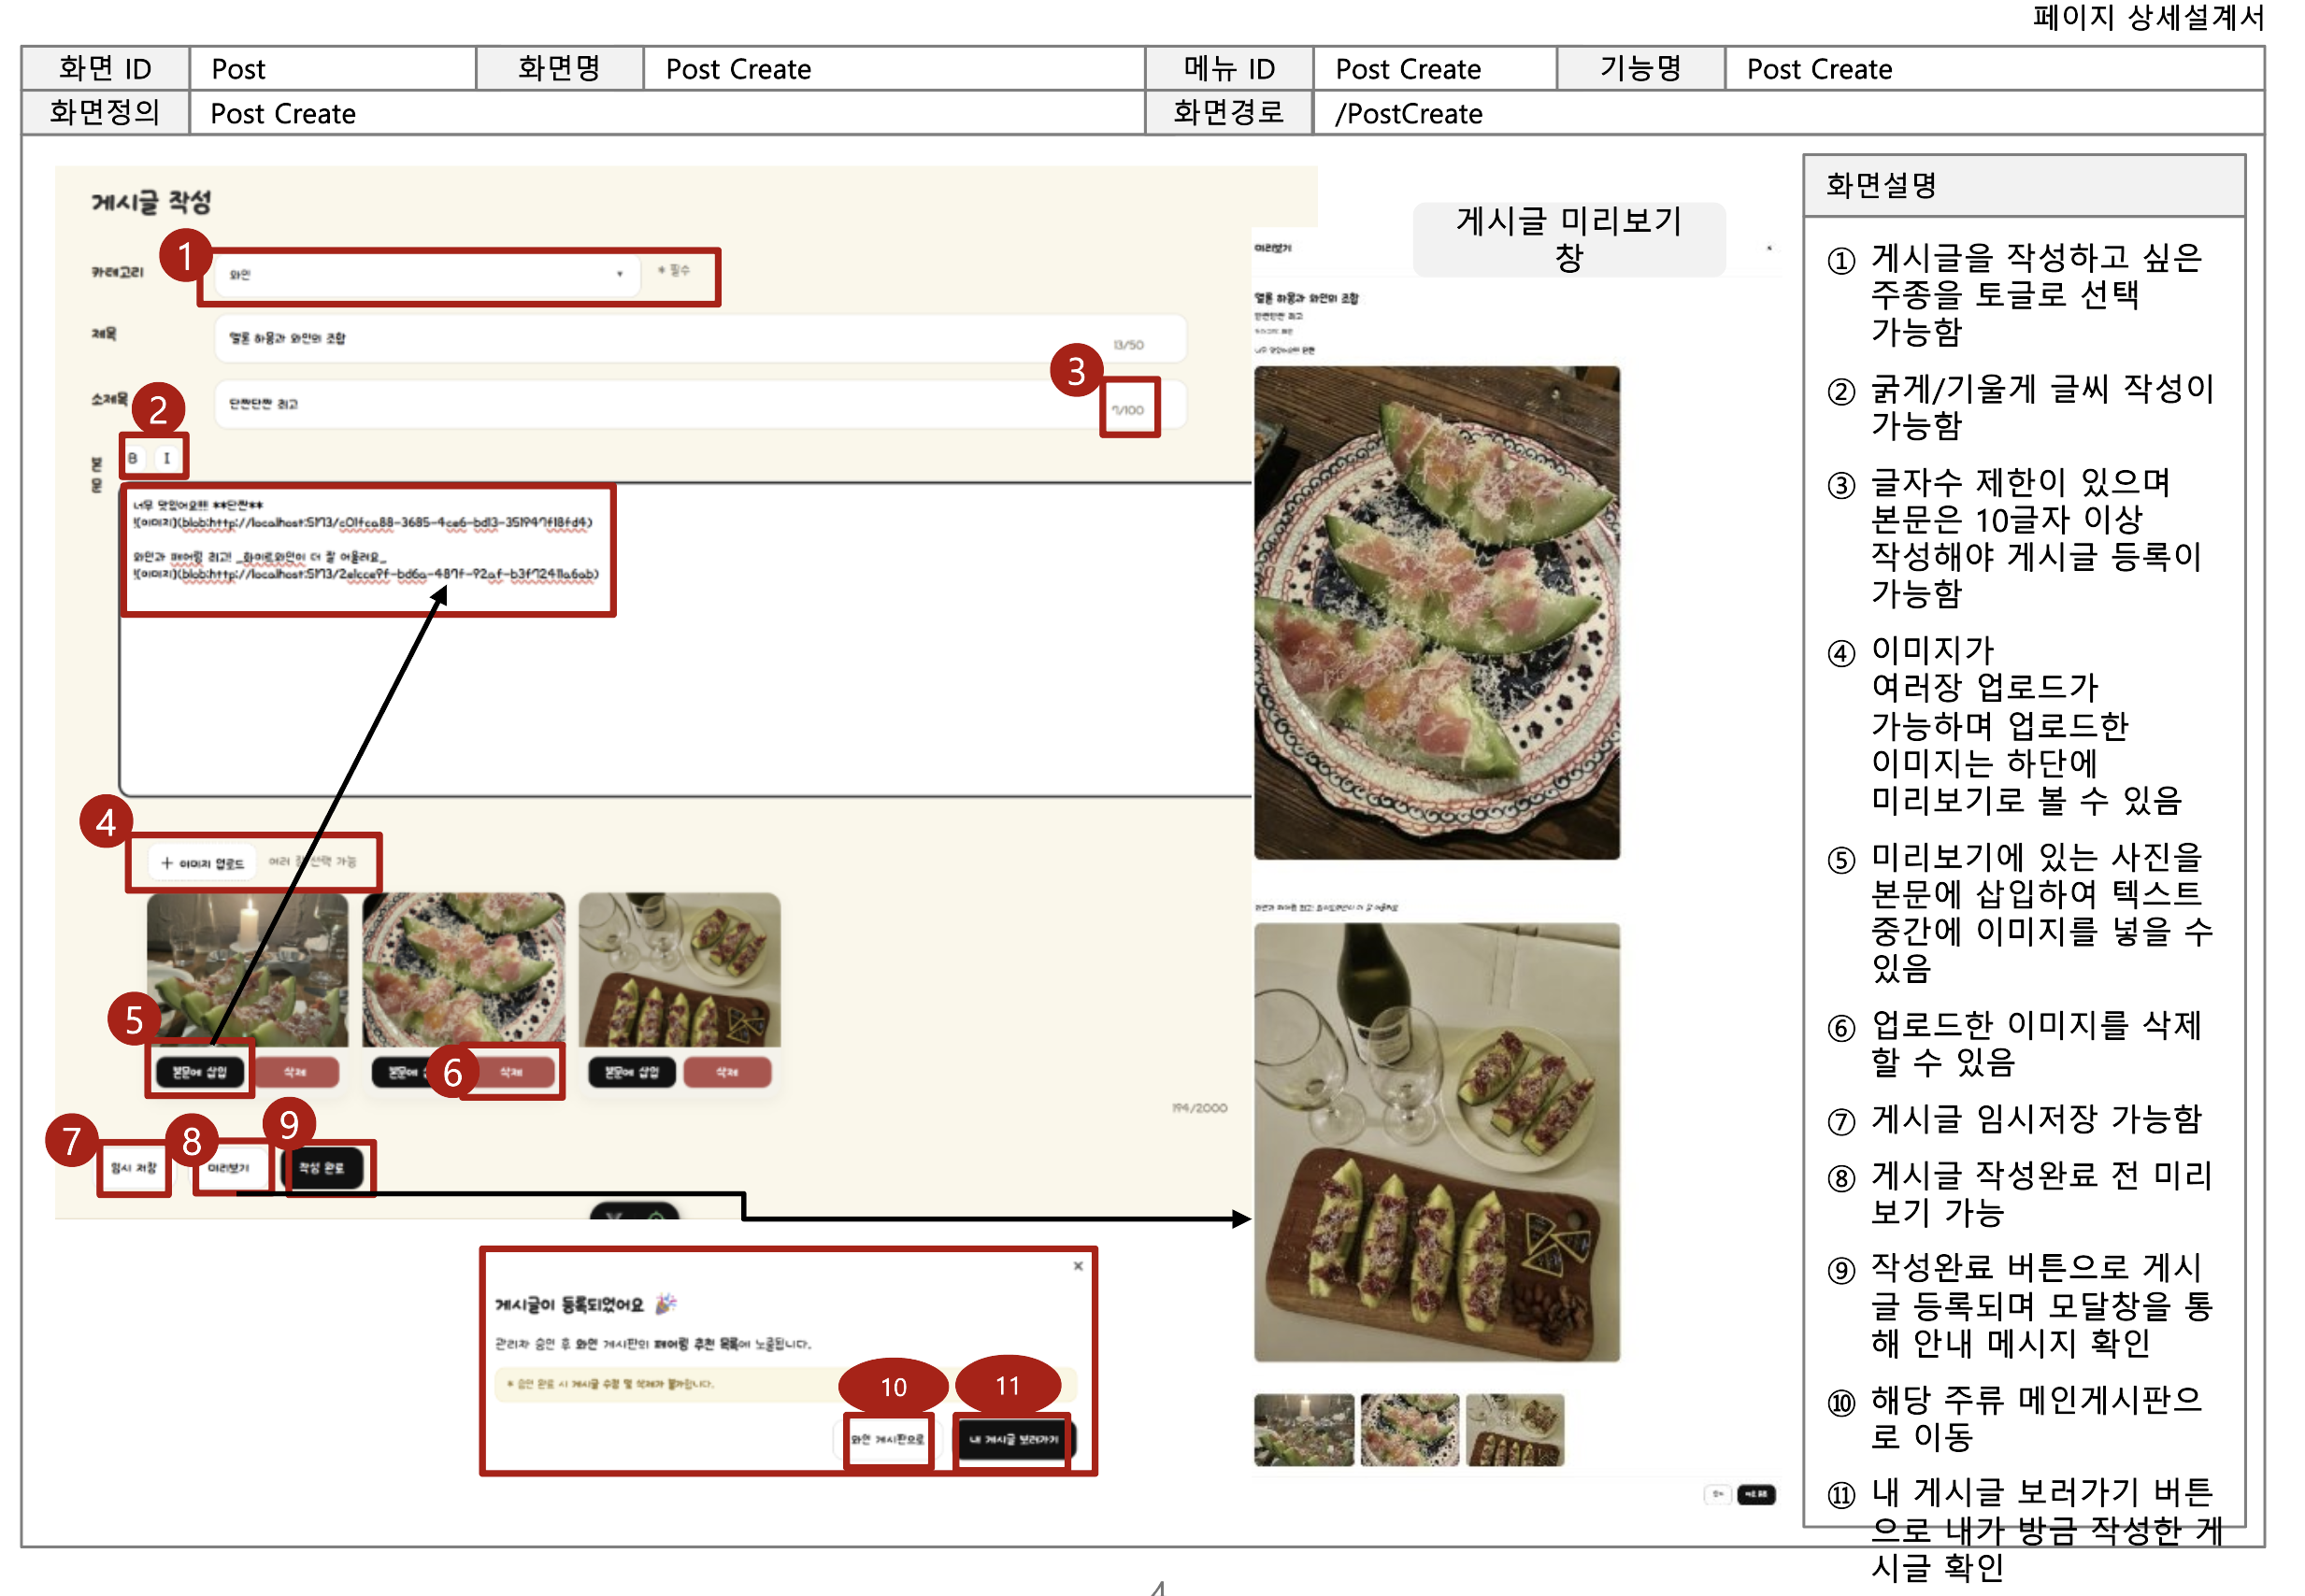 페이지 상세설계서
화면 ID Post 화면명 Post Create 메뉴 ID Post Create 기능명 Post Create
화면정의 Post Create 화면경로 /PostCreate
게시글 작성
1
카테고리 와인 ▾ * 필수
제목 멜론 하몽과 와인의 조합 13/50
3
소제목 단짠단짠 최고 7/100
2
본문 B I
너무 맛있어요!!! **단짠**
와인과 페어링 최고! _화이트와인이 더 잘 어울려요_
4
+ 이미지 업로드 여러 장 선택 가능
5
본문에 삽입 삭제 본문에 6 삭제 본문에 삽입 삭제
194/2000
7 8 9
임시 저장 미리보기 작성 완료
×
게시글이 등록되었어요 🎉
관리자 승인 후 와인 게시판의 페어링 추천 목록에 노출됩니다.
* 승인 완료 시 게시글 수정 및 삭제가 불가합니다.
10 11
와인 게시판으로 내 게시글 보러가기
게시글 미리보기
창
미리보기 ×
멜론 하몽과 와인의 조합
단짠단짠 최고
화면설명
① 게시글을 작성하고 싶은
주종을 토글로 선택
가능함
② 굵게/기울게 글씨 작성이
가능함
③ 글자수 제한이 있으며
본문은 10글자 이상
작성해야 게시글 등록이
가능함
④ 이미지가
여러장 업로드가
가능하며 업로드한
이미지는 하단에
미리보기로 볼 수 있음
⑤ 미리보기에 있는 사진을
본문에 삽입하여 텍스트
중간에 이미지를 넣을 수
있음
⑥ 업로드한 이미지를 삭제
할 수 있음
⑦ 게시글 임시저장 가능함
⑧ 게시글 작성완료 전 미리
보기 가능
⑨ 작성완료 버튼으로 게시
글 등록되며 모달창을 통
해 안내 메시지 확인
⑩ 해당 주류 메인게시판으
로 이동
⑪ 내 게시글 보러가기 버튼
으로 내가 방금 작성한 게
시글 확인
4